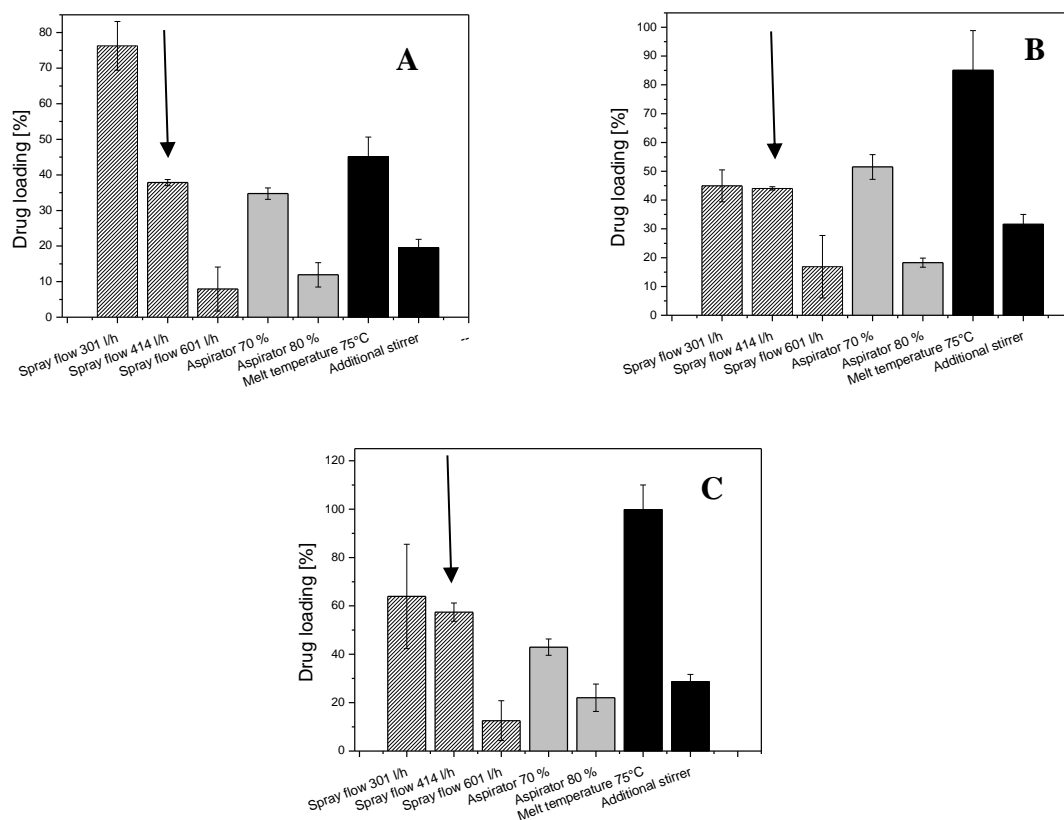 A
Drug loading [%]
80
70
60
50
40
30
20
10
0
Spray flow 301 l/h
Spray flow 414 l/h
Spray flow 601 l/h
Aspirator 70 %
Aspirator 80 %
Melt temperature 75°C
Additional stirrer
--
B
Drug loading [%]
100
90
80
70
60
50
40
30
20
10
0
Spray flow 301 l/h
Spray flow 414 l/h
Spray flow 601 l/h
Aspirator 70 %
Aspirator 80 %
Melt temperature 75°C
Additional stirrer
C
Drug loading [%]
120
100
80
60
40
20
0
Spray flow 301 l/h
Spray flow 414 l/h
Spray flow 601 l/h
Aspirator 70 %
Aspirator 80 %
Melt temperature 75°C
Additional stirrer